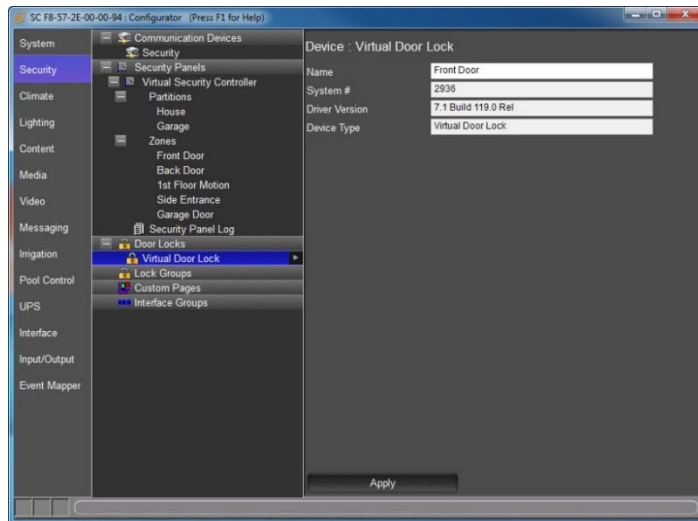 SC F8-57-2E-00-00-94 : Configurator (Press F1 for Help)
System
Security
Climate
Lighting
Content
Media
Video
Messaging
Irrigation
Pool Control
UPS
Interface
Input/Output
Event Mapper
Communication Devices
Security
Security Panels
Virtual Security Controller
Partitions
House
Garage
Zones
Front Door
Back Door
1st Floor Motion
Side Entrance
Garage Door
Security Panel Log
Door Locks
Virtual Door Lock
Lock Groups
Custom Pages
Interface Groups
Device : Virtual Door Lock
Name Front Door
System # 2936
Driver Version 7.1 Build 119.0 Rel
Device Type Virtual Door Lock
Apply